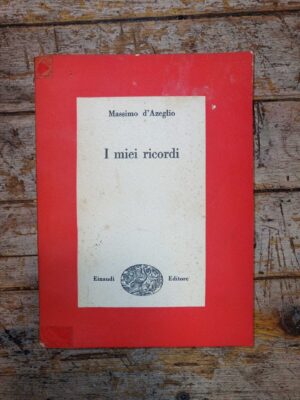 Massimo d'Azeglio
I miei ricordi
Einaudi Editore